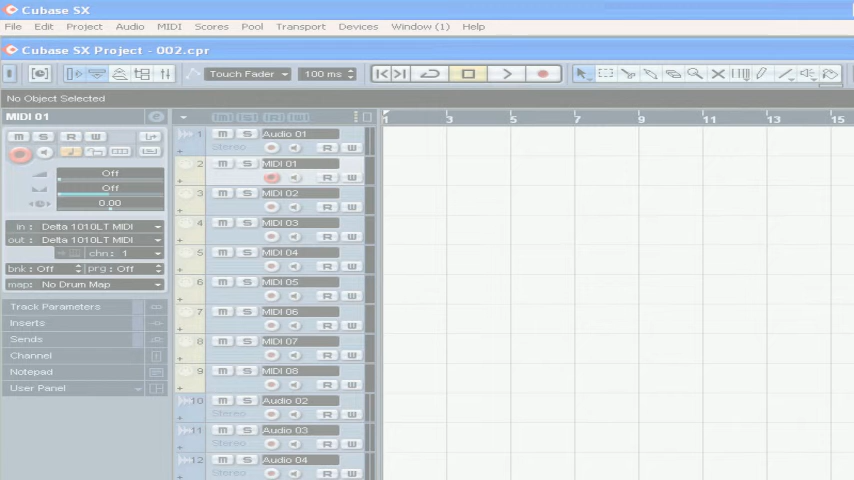 Cubase SX
File Edit Project Audio MIDI Scores Pool Transport Devices Window (1) Help
Cubase SX Project - 002.cpr
Touch Fader 100 ms
No Object Selected
MIDI 01
m S R W
Off
Off
0.00
in : Delta 1010LT MIDI
out : Delta 1010LT MIDI
chn: 1
bnk: Off prg: Off
map: No Drum Map
Track Parameters
Inserts
Sends
Channel
Notepad
User Panel
1 3 5 7 9 11 13 15
1 m S Audio 01
Stereo R W
2 m S MIDI 01
R W
3 m S MIDI 02
R W
4 m S MIDI 03
R W
5 m S MIDI 04
R W
6 m S MIDI 05
R W
7 m S MIDI 06
R W
8 m S MIDI 07
R W
9 m S MIDI 08
R W
10 m S Audio 02
Stereo R W
11 m S Audio 03
Stereo R W
12 m S Audio 04
Stereo R W